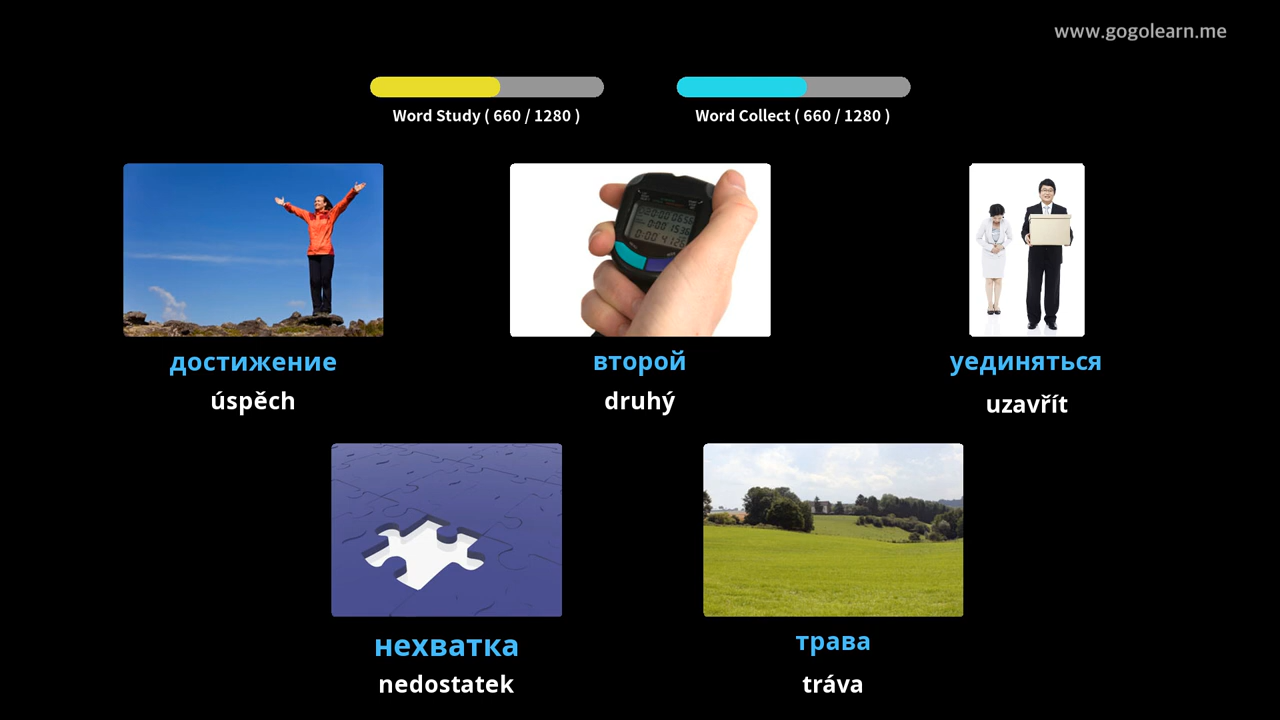 www.gogolearn.me
Word Study ( 660 / 1280 )
Word Collect ( 660 / 1280 )
достижение
úspěch
второй
druhý
уединяться
uzavřít
нехватка
nedostatek
трава
tráva